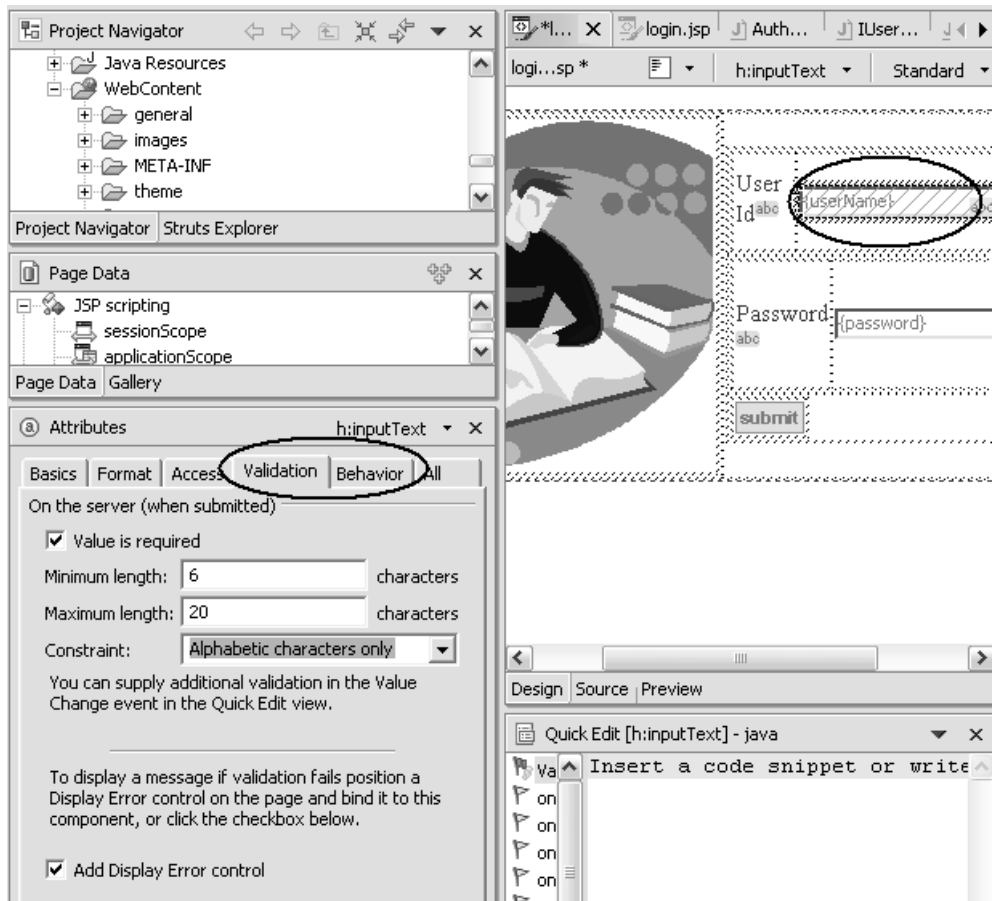 Project Navigator
Java Resources
WebContent
general
images
META-INF
theme
Project Navigator Struts Explorer
Page Data
JSP scripting
sessionScope
applicationScope
Page Data Gallery
Attributes h:inputText
Basics Format Access Validation Behavior All
On the server (when submitted)
Value is required
Minimum length: 6 characters
Maximum length: 20 characters
Constraint: Alphabetic characters only
You can supply additional validation in the Value
Change event in the Quick Edit view.
To display a message if validation fails position a
Display Error control on the page and bind it to this
component, or click the checkbox below.
Add Display Error control
*l... login.jsp Auth... IUser...
logi...sp * h:inputText Standard
User
Id abc {userName} abc
Password
abc {password}
submit
Design Source Preview
Quick Edit [h:inputText] - java
Va Insert a code snippet or write
on
on
on
on